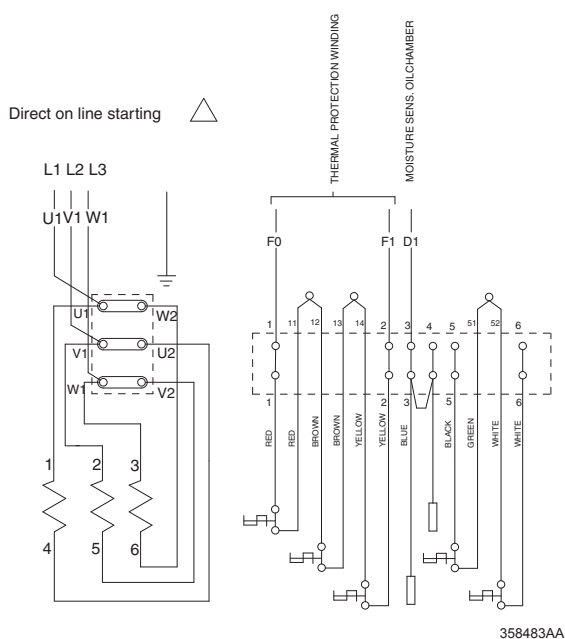 THERMAL PROTECTION WINDING
MOISTURE SENS. OILCHAMBER
Direct on line starting
L1 L2 L3
U1 V1 W1
F0 F1 D1
U1 W2
V1 U2
W1 V2
1 11 12 13 14 2 3 4 5 51 52 6
1 2 3 5 6
RED RED BROWN BROWN YELLOW YELLOW BLUE BLACK GREEN WHITE WHITE
1 2 3
4 5 6
358483AA